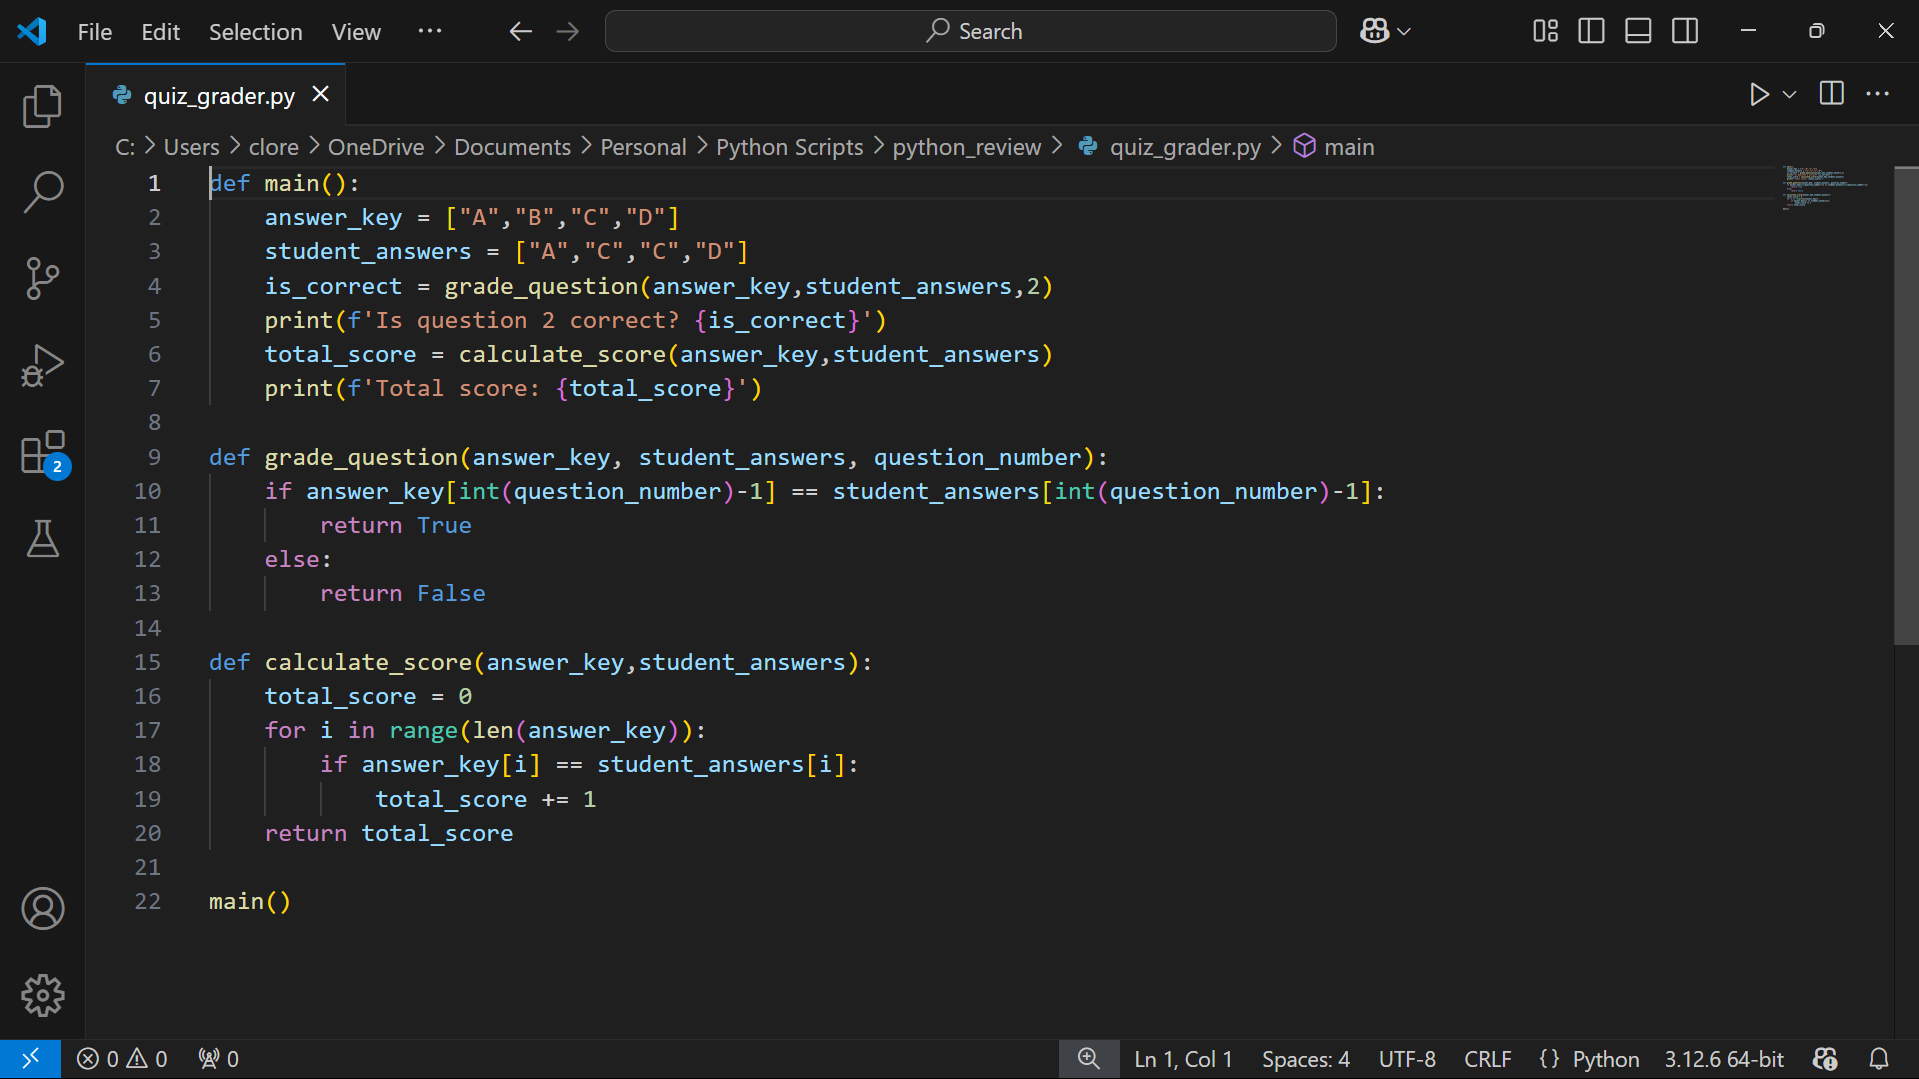 File Edit Selection View ... Search
quiz_grader.py
C: > Users > clore > OneDrive > Documents > Personal > Python Scripts > python_review > quiz_grader.py > main
1 def main():
2     answer_key = ["A","B","C","D"]
3     student_answers = ["A","C","C","D"]
4     is_correct = grade_question(answer_key,student_answers,2)
5     print(f'Is question 2 correct? {is_correct}')
6     total_score = calculate_score(answer_key,student_answers)
7     print(f'Total score: {total_score}')
8
9 def grade_question(answer_key, student_answers, question_number):
10     if answer_key[int(question_number)-1] == student_answers[int(question_number)-1]:
11         return True
12     else:
13         return False
14
15 def calculate_score(answer_key,student_answers):
16     total_score = 0
17     for i in range(len(answer_key)):
18         if answer_key[i] == student_answers[i]:
19             total_score += 1
20     return total_score
21
22 main()
2
0 0 0 Ln 1, Col 1 Spaces: 4 UTF-8 CRLF {} Python 3.12.6 64-bit